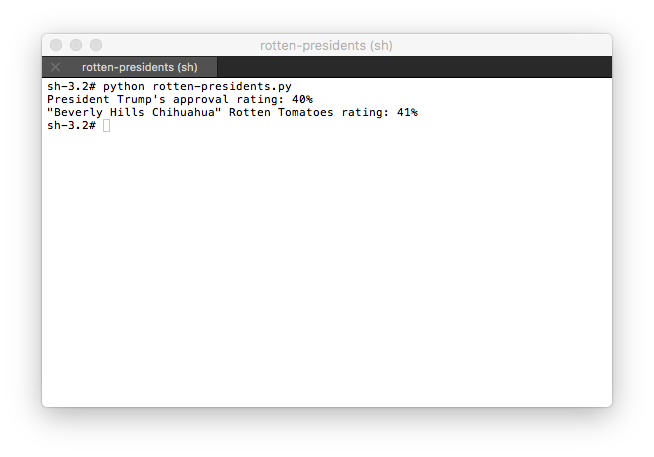 rotten-presidents (sh)
rotten-presidents (sh)
sh-3.2# python rotten-presidents.py
President Trump's approval rating: 40%
"Beverly Hills Chihuahua" Rotten Tomatoes rating: 41%
sh-3.2#